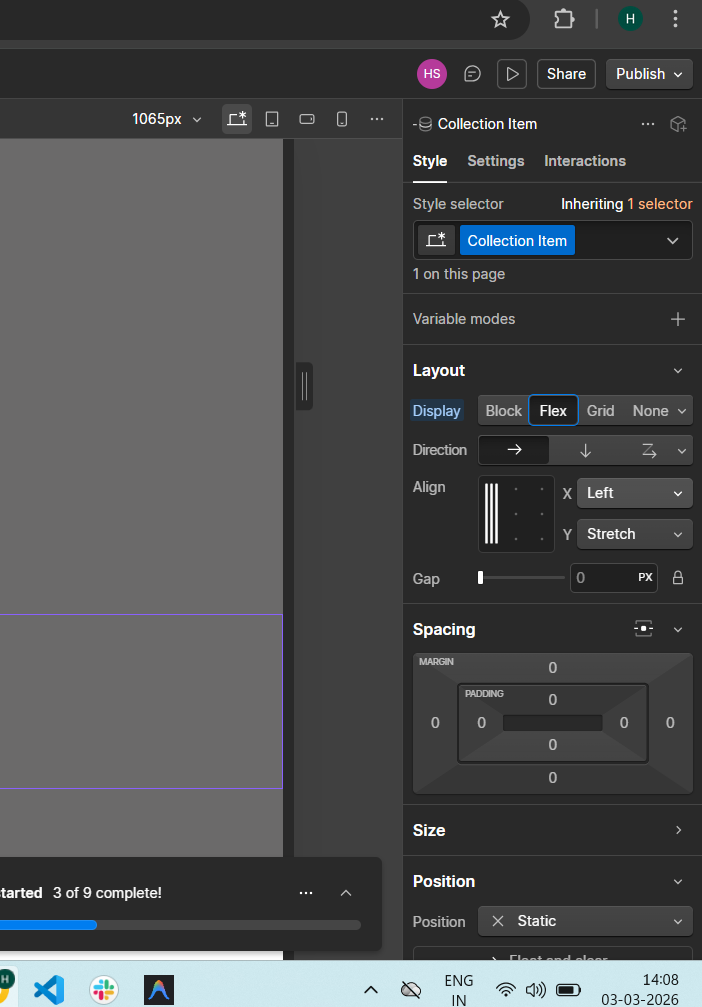 H
HS
Share
Publish
1065px
Collection Item
Style Settings Interactions
Style selector Inheriting 1 selector
Collection Item
1 on this page
Variable modes
Layout
Display Block Flex Grid None
Direction
Align X Left
Y Stretch
Gap 0 PX
Spacing
MARGIN 0
PADDING 0
0 0 0 0
0
0
Size
Position
Position Static
Float and clear
tarted 3 of 9 complete!
H
ENG
IN
14:08
03-03-2026